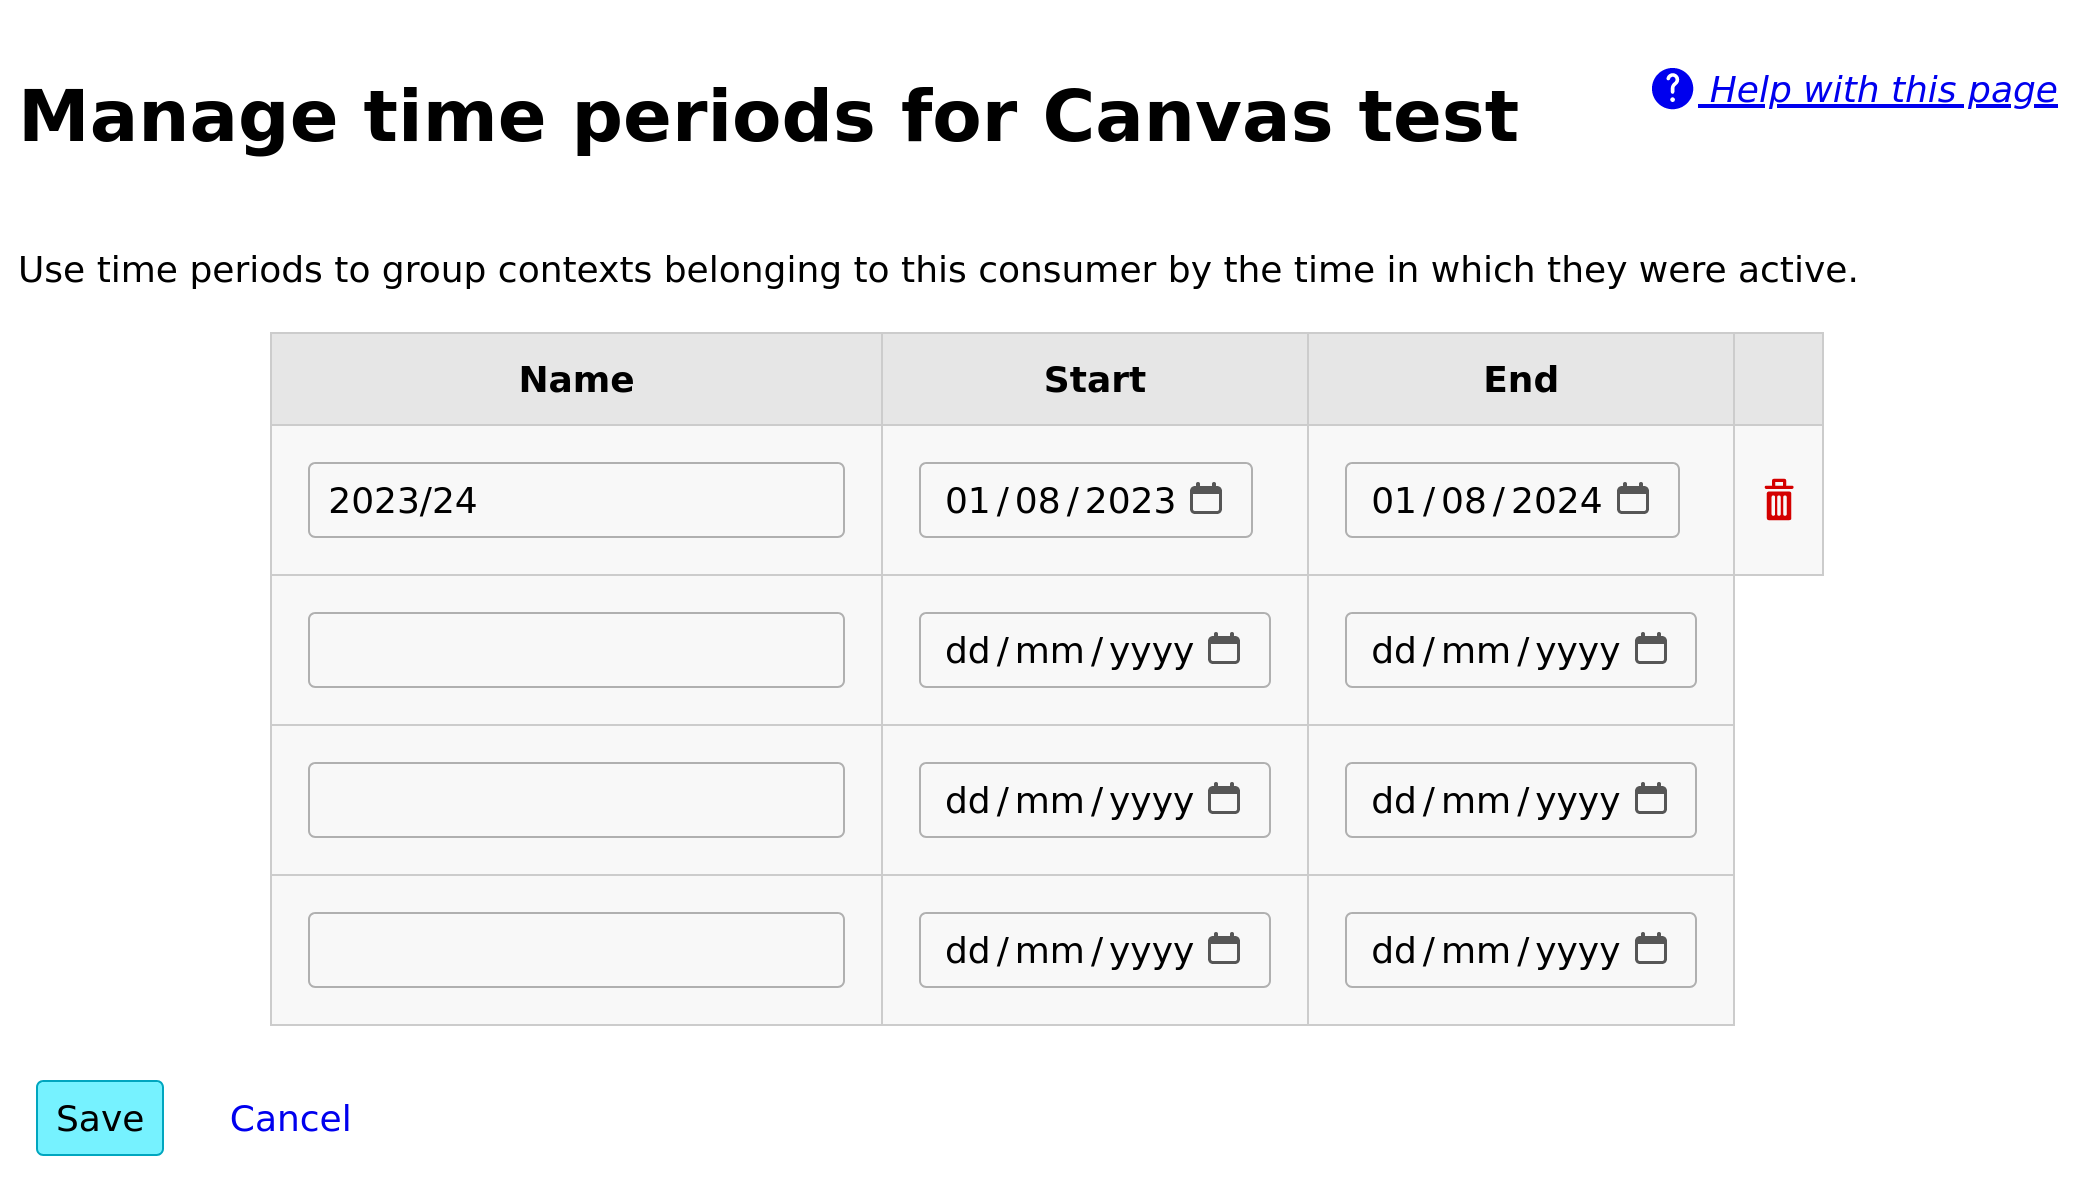 Manage time periods for Canvas test
Help with this page
Use time periods to group contexts belonging to this consumer by the time in which they were active.
Name Start End
2023/24 01/08/2023 01/08/2024
dd/mm/yyyy dd/mm/yyyy
dd/mm/yyyy dd/mm/yyyy
dd/mm/yyyy dd/mm/yyyy
Save Cancel